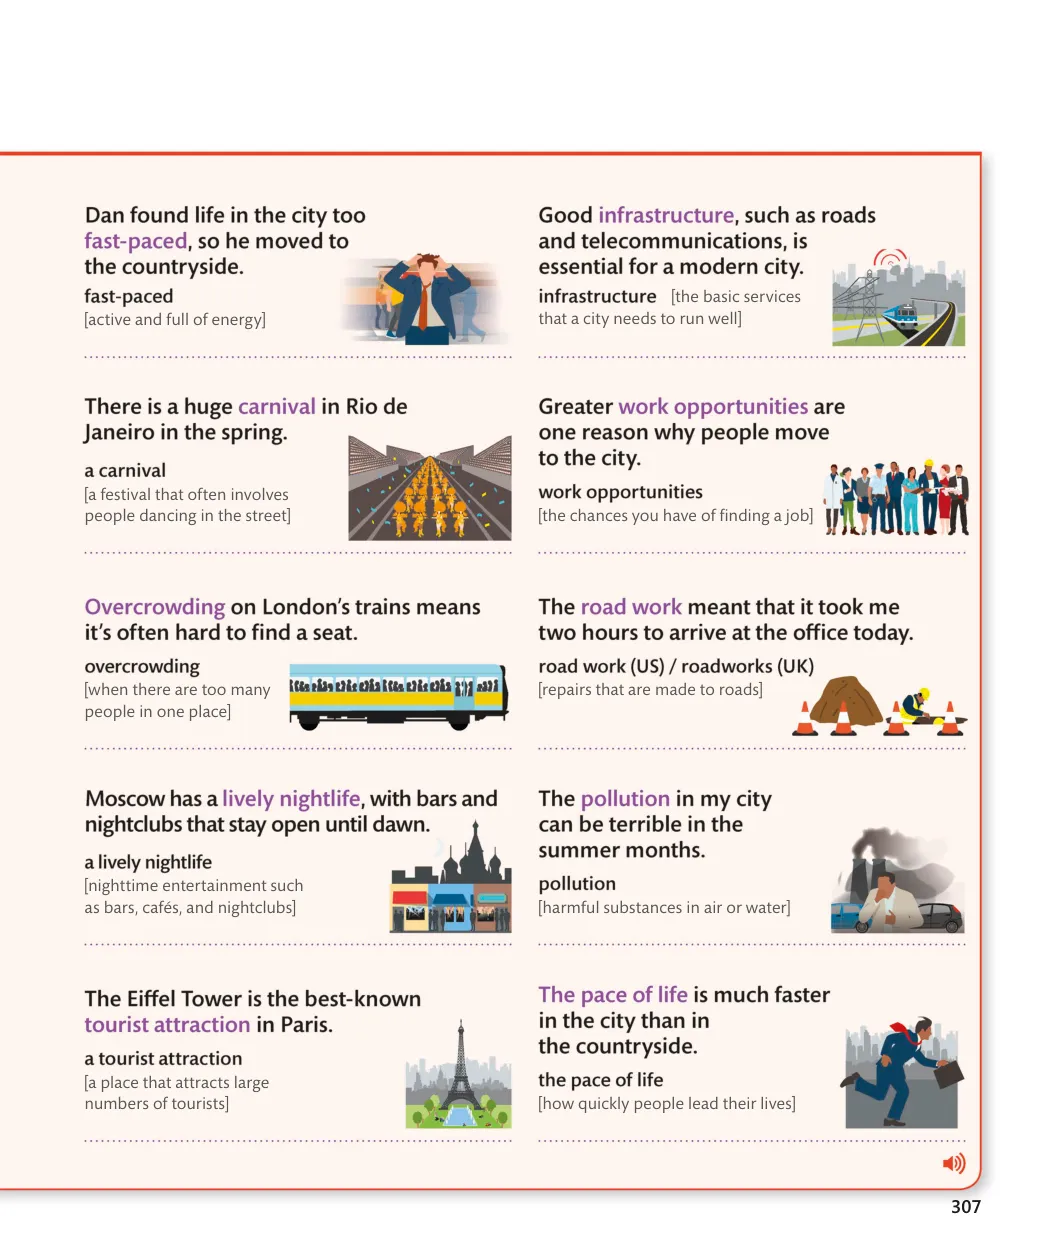 Dan found life in the city too
fast-paced, so he moved to
the countryside.
fast-paced
[active and full of energy]
There is a huge carnival in Rio de
Janeiro in the spring.
a carnival
[a festival that often involves
people dancing in the street]
Overcrowding on London’s trains means
it’s often hard to find a seat.
overcrowding
[when there are too many
people in one place]
Moscow has a lively nightlife, with bars and
nightclubs that stay open until dawn.
a lively nightlife
[nighttime entertainment such
as bars, cafés, and nightclubs]
The Eiffel Tower is the best-known
tourist attraction in Paris.
a tourist attraction
[a place that attracts large
numbers of tourists]
Good infrastructure, such as roads
and telecommunications, is
essential for a modern city.
infrastructure [the basic services
that a city needs to run well]
Greater work opportunities are
one reason why people move
to the city.
work opportunities
[the chances you have of finding a job]
The road work meant that it took me
two hours to arrive at the office today.
road work (US) / roadworks (UK)
[repairs that are made to roads]
The pollution in my city
can be terrible in the
summer months.
pollution
[harmful substances in air or water]
The pace of life is much faster
in the city than in
the countryside.
the pace of life
[how quickly people lead their lives]
307